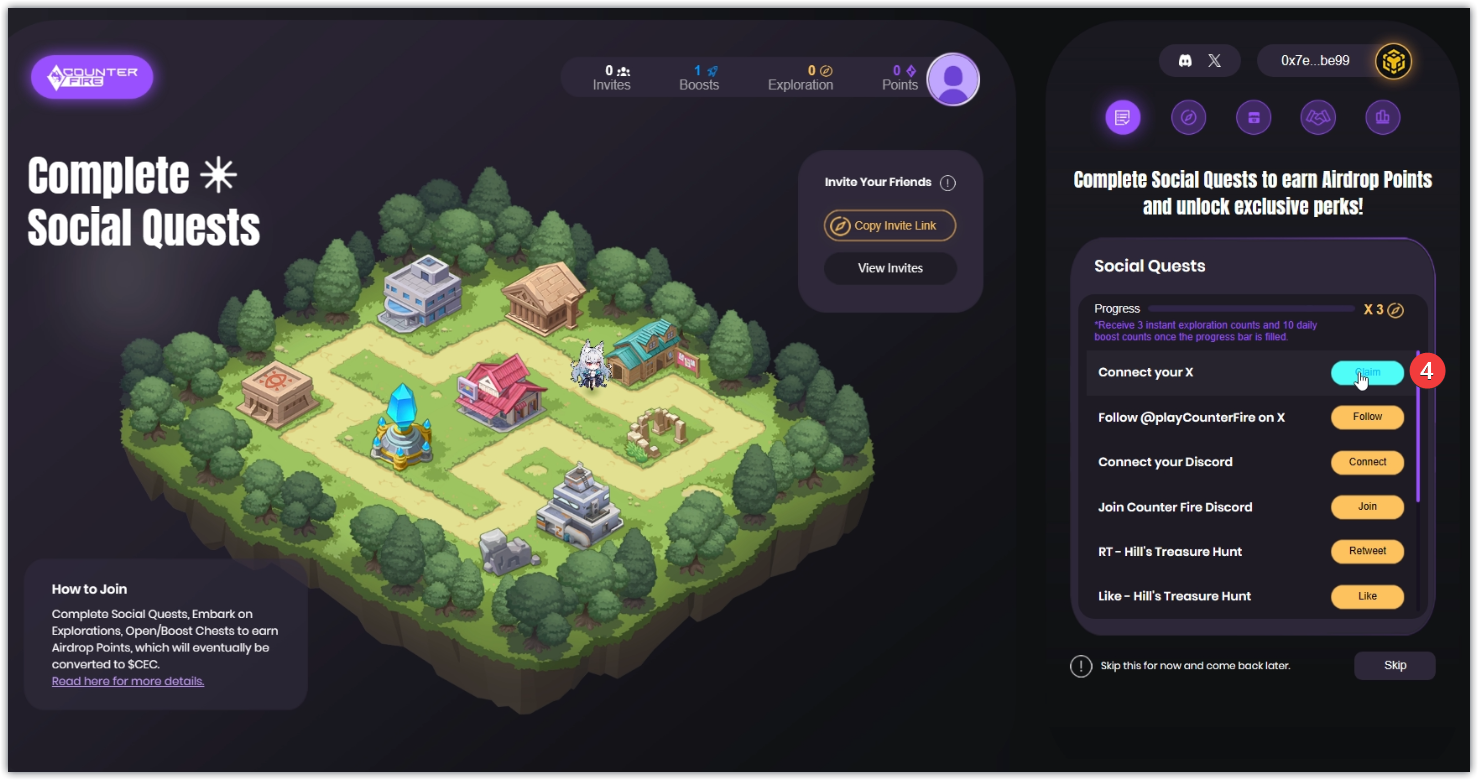 COUNTER
FIRE
0
Invites
1
Boosts
0
Exploration
0
Points
0x7e...be99
Complete
Social Quests
Invite Your Friends !
Copy Invite Link
View Invites
How to Join
Complete Social Quests, Embark on
Explorations, Open/Boost Chests to earn
Airdrop Points, which will eventually be
converted to $CEC.
Read here for more details.
Complete Social Quests to earn Airdrop Points
and unlock exclusive perks!
Social Quests
Progress X 3
*Receive 3 instant exploration counts and 10 daily
boost counts once the progress bar is filled.
Connect your X Claim 4
Follow @playCounterFire on X Follow
Connect your Discord Connect
Join Counter Fire Discord Join
RT - Hill's Treasure Hunt Retweet
Like - Hill's Treasure Hunt Like
! Skip this for now and come back later. Skip